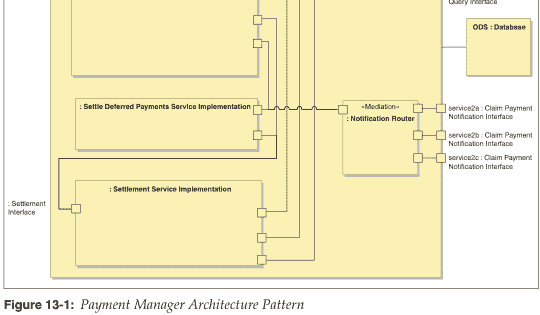 Query Interface
ODS : Database
: Settle Deferred Payments Service Implementation
«Mediation»
: Notification Router
service2a : Claim Payment
Notification Interface
service2b : Claim Payment
Notification Interface
service2c : Claim Payment
Notification Interface
: Settlement Service Implementation
: Settlement
Interface
Figure 13-1: Payment Manager Architecture Pattern